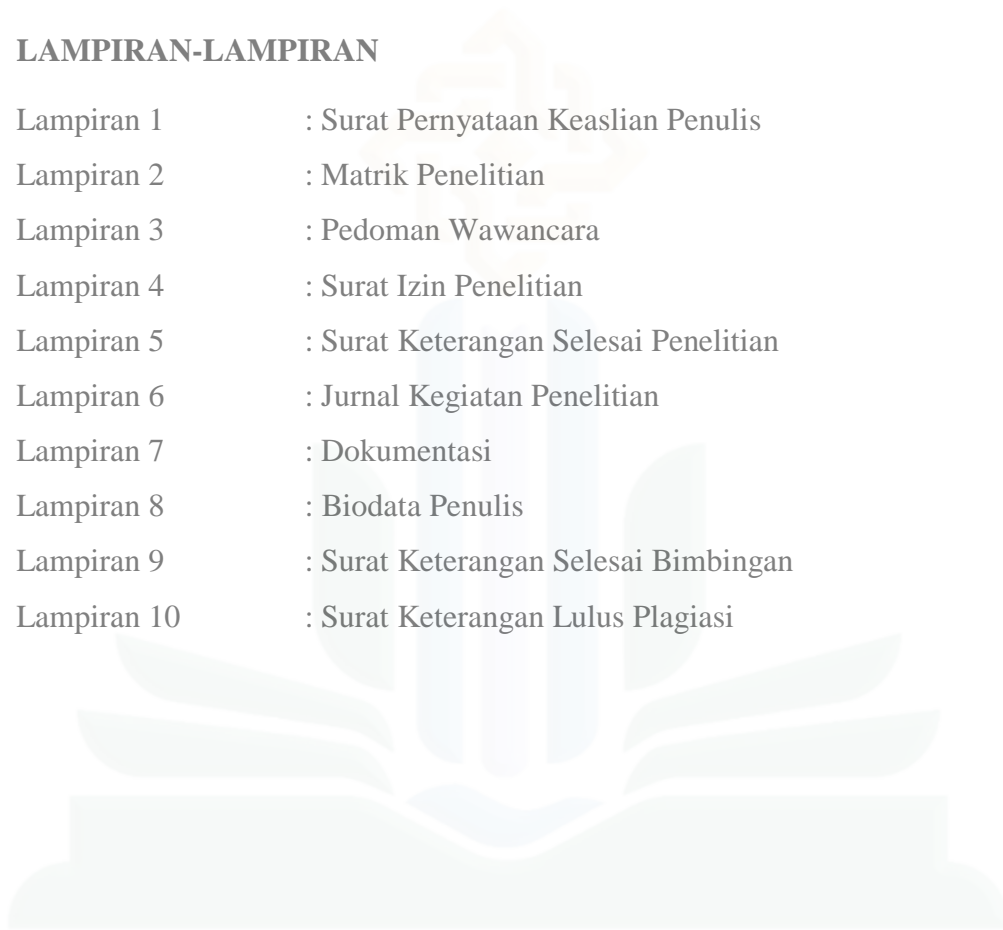 LAMPIRAN-LAMPIRAN
Lampiran 1 : Surat Pernyataan Keaslian Penulis
Lampiran 2 : Matrik Penelitian
Lampiran 3 : Pedoman Wawancara
Lampiran 4 : Surat Izin Penelitian
Lampiran 5 : Surat Keterangan Selesai Penelitian
Lampiran 6 : Jurnal Kegiatan Penelitian
Lampiran 7 : Dokumentasi
Lampiran 8 : Biodata Penulis
Lampiran 9 : Surat Keterangan Selesai Bimbingan
Lampiran 10 : Surat Keterangan Lulus Plagiasi